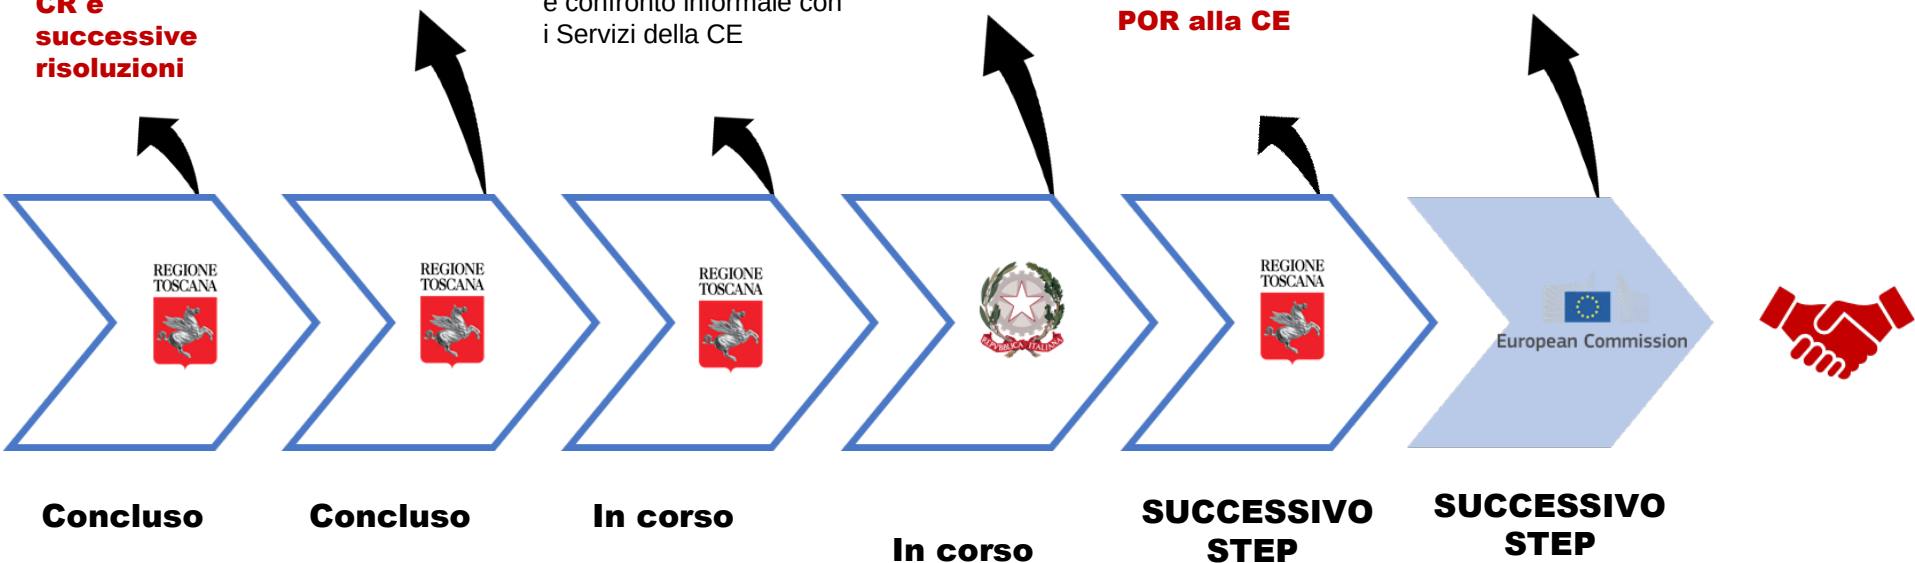 CR e
successive
risoluzioni
e confronto informale con
i Servizi della CE
POR alla CE
REGIONE
TOSCANA
REGIONE
TOSCANA
REGIONE
TOSCANA
REPVBBLICA ITALIANA
REGIONE
TOSCANA
European Commission
Concluso
Concluso
In corso
In corso
SUCCESSIVO
STEP
SUCCESSIVO
STEP